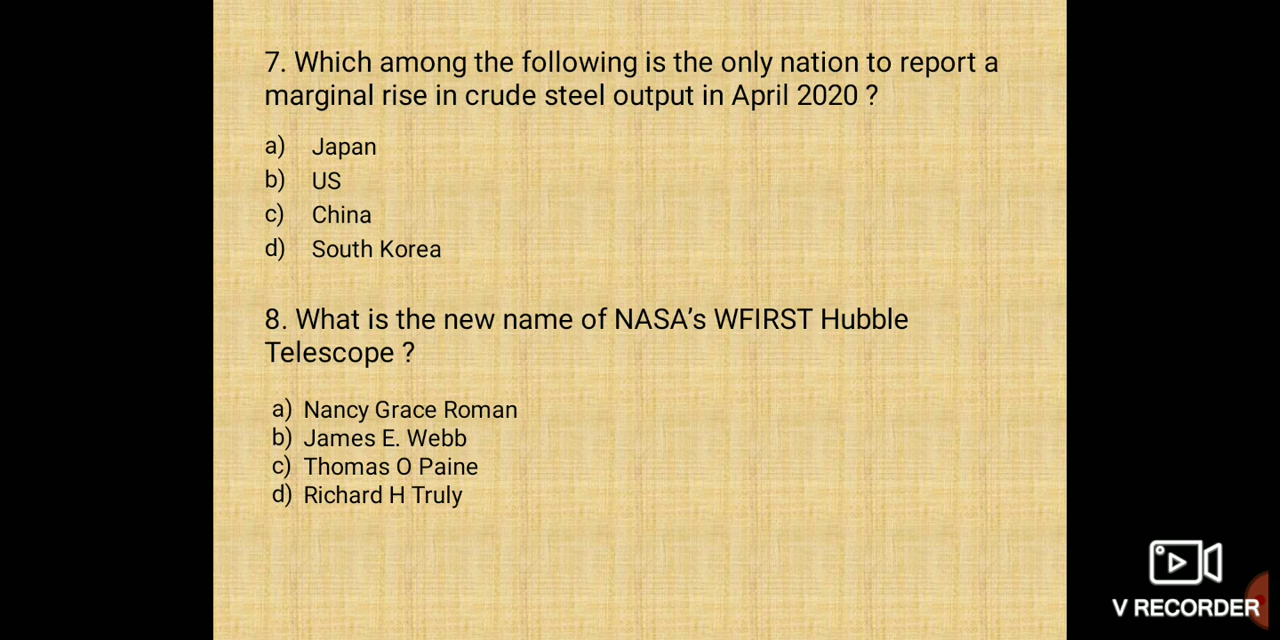 7. Which among the following is the only nation to report a
marginal rise in crude steel output in April 2020 ?
a) Japan
b) US
c) China
d) South Korea
8. What is the new name of NASA’s WFIRST Hubble
Telescope ?
a) Nancy Grace Roman
b) James E. Webb
c) Thomas O Paine
d) Richard H Truly
V RECORDER